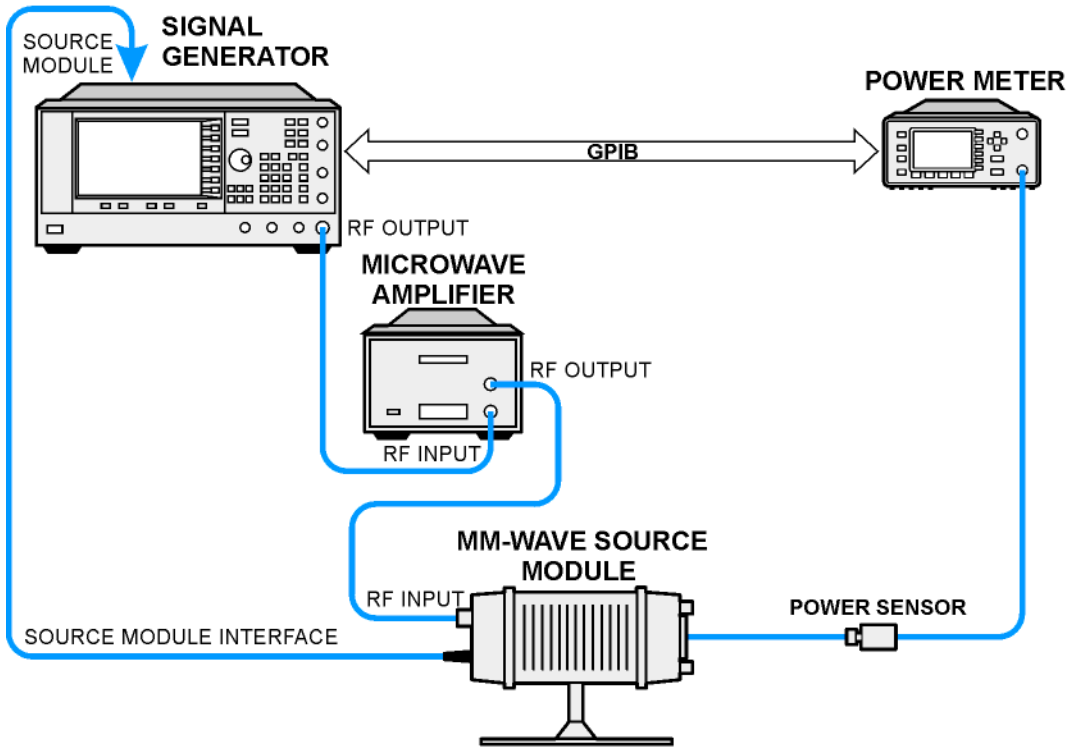 SIGNAL
GENERATOR
SOURCE
MODULE
POWER METER
GPIB
RF OUTPUT
MICROWAVE
AMPLIFIER
RF OUTPUT
RF INPUT
MM-WAVE SOURCE
MODULE
RF INPUT
POWER SENSOR
SOURCE MODULE INTERFACE